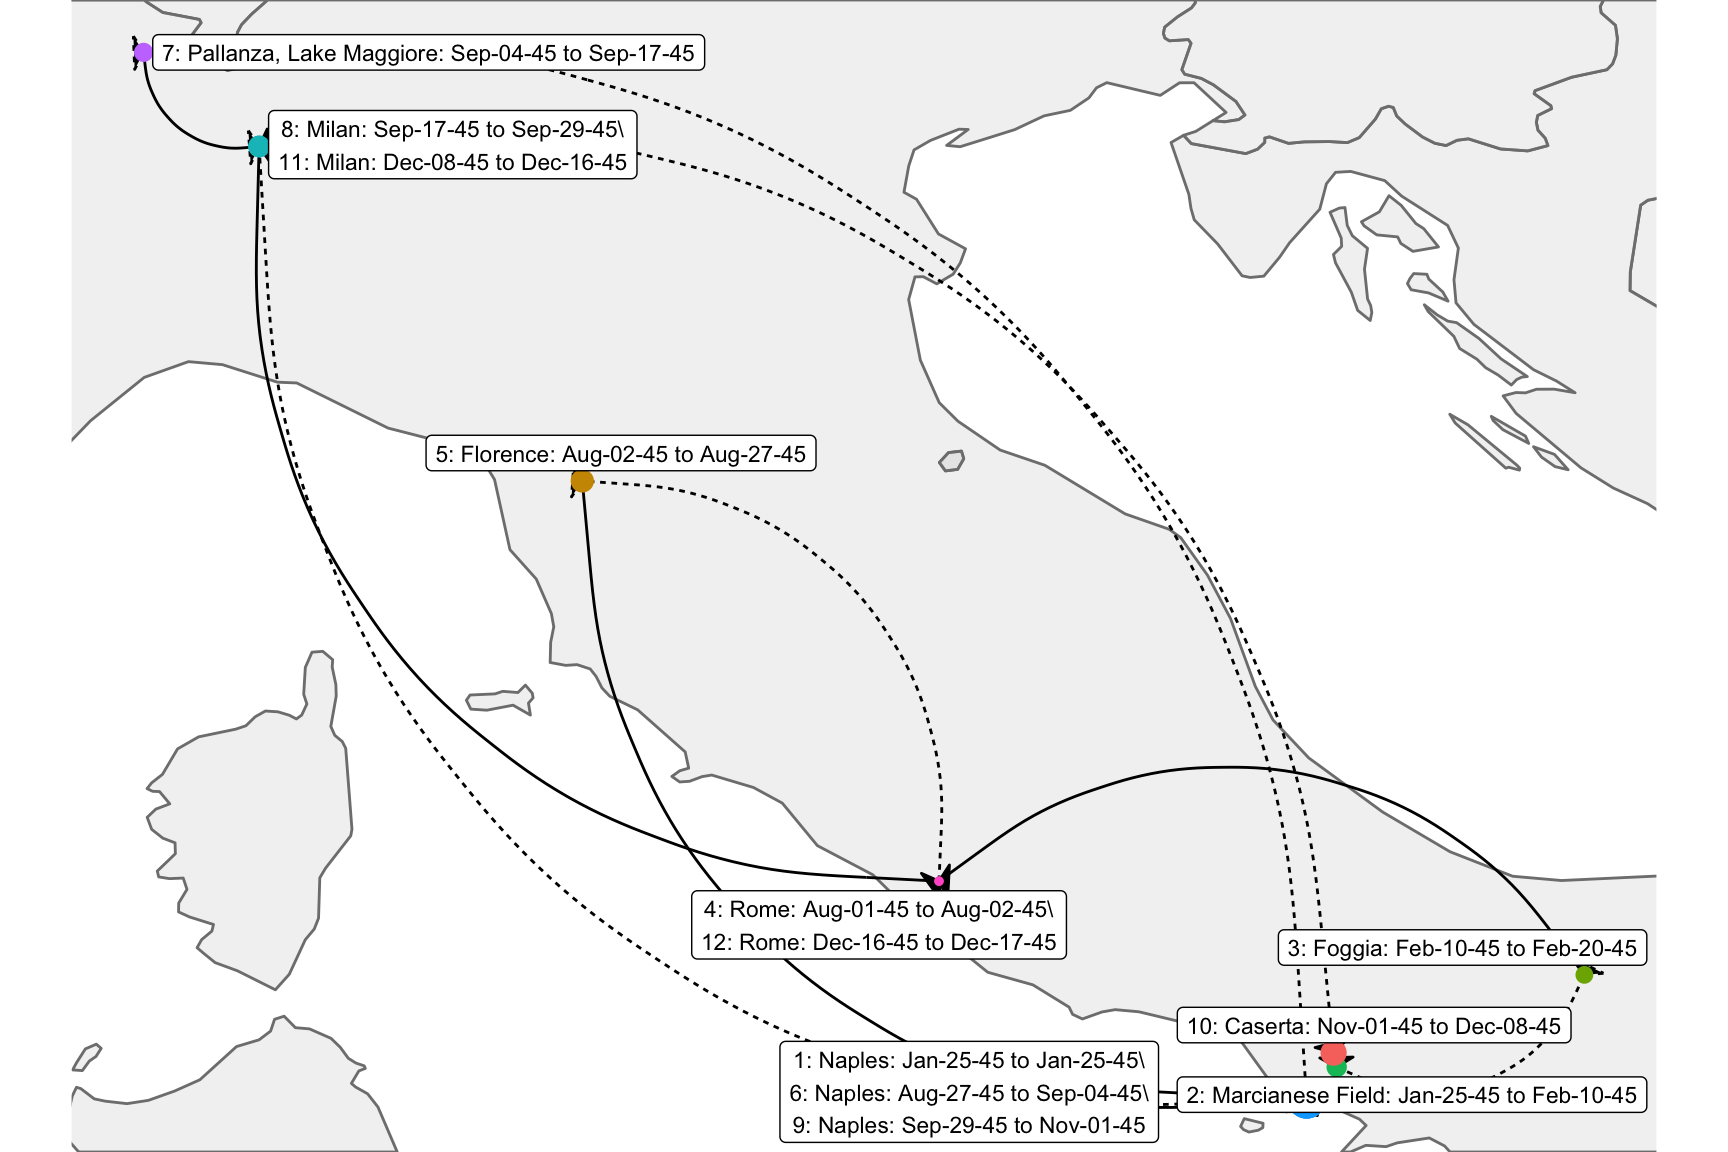 7: Pallanza, Lake Maggiore: Sep-04-45 to Sep-17-45
8: Milan: Sep-17-45 to Sep-29-45\
11: Milan: Dec-08-45 to Dec-16-45
5: Florence: Aug-02-45 to Aug-27-45
4: Rome: Aug-01-45 to Aug-02-45\
12: Rome: Dec-16-45 to Dec-17-45
3: Foggia: Feb-10-45 to Feb-20-45
10: Caserta: Nov-01-45 to Dec-08-45
1: Naples: Jan-25-45 to Jan-25-45\
6: Naples: Aug-27-45 to Sep-04-45\
9: Naples: Sep-29-45 to Nov-01-45
2: Marcianese Field: Jan-25-45 to Feb-10-45